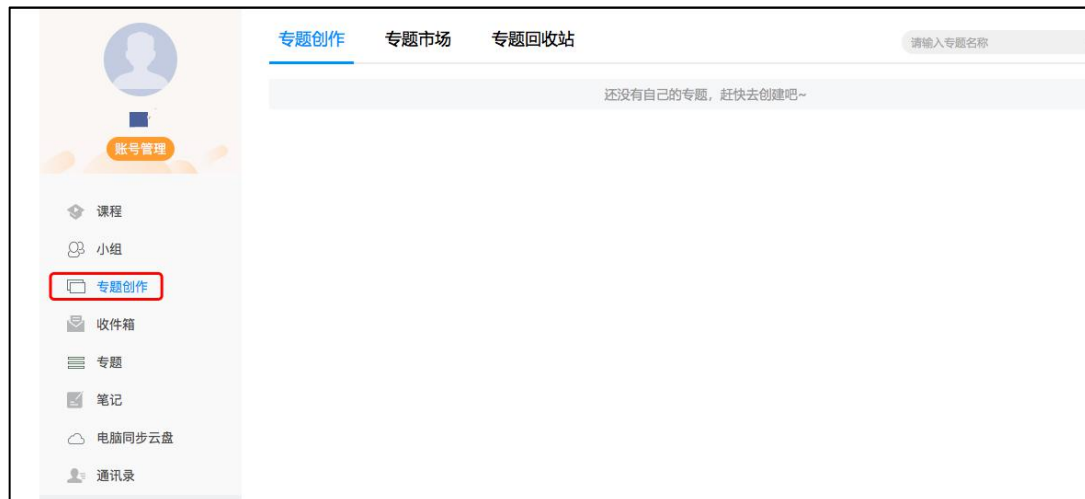 专题创作 专题市场 专题回收站 请输入专题名称
还没有自己的专题，赶快去创建吧~
账号管理
课程
小组
专题创作
收件箱
专题
笔记
电脑同步云盘
通讯录